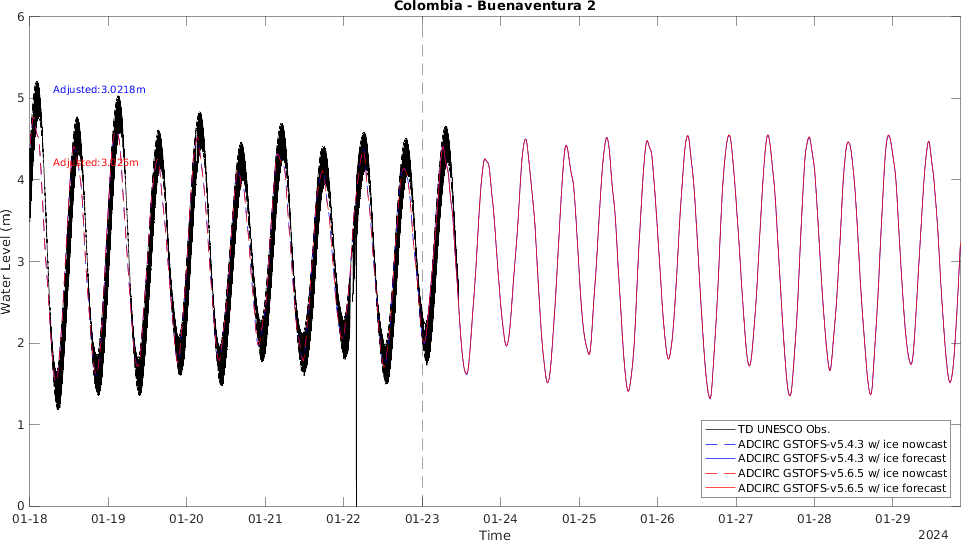 Colombia - Buenaventura 2
6
5
4
3
2
1
0
Adjusted:3.0218m
Water Level (m)
TD UNESCO Obs.
ADCIRC GSTOFS-v5.4.3 w/ ice nowcast
ADCIRC GSTOFS-v5.4.3 w/ ice forecast
ADCIRC GSTOFS-v5.6.5 w/ ice nowcast
ADCIRC GSTOFS-v5.6.5 w/ ice forecast
01-18 01-19 01-20 01-21 01-22 01-23 01-24 01-25 01-26 01-27 01-28 01-29
Time
2024